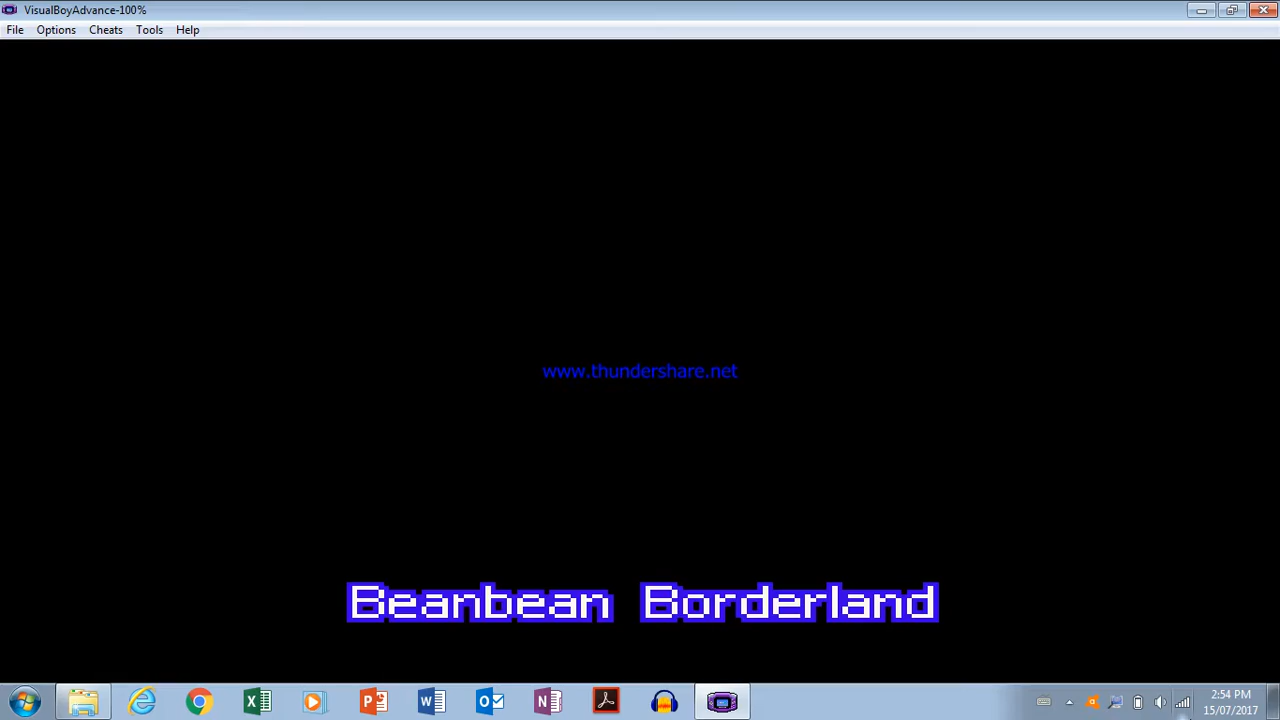 VisualBoyAdvance-100%
File Options Cheats Tools Help
www.thundershare.net
Beanbean Borderland
2:54 PM
15/07/2017